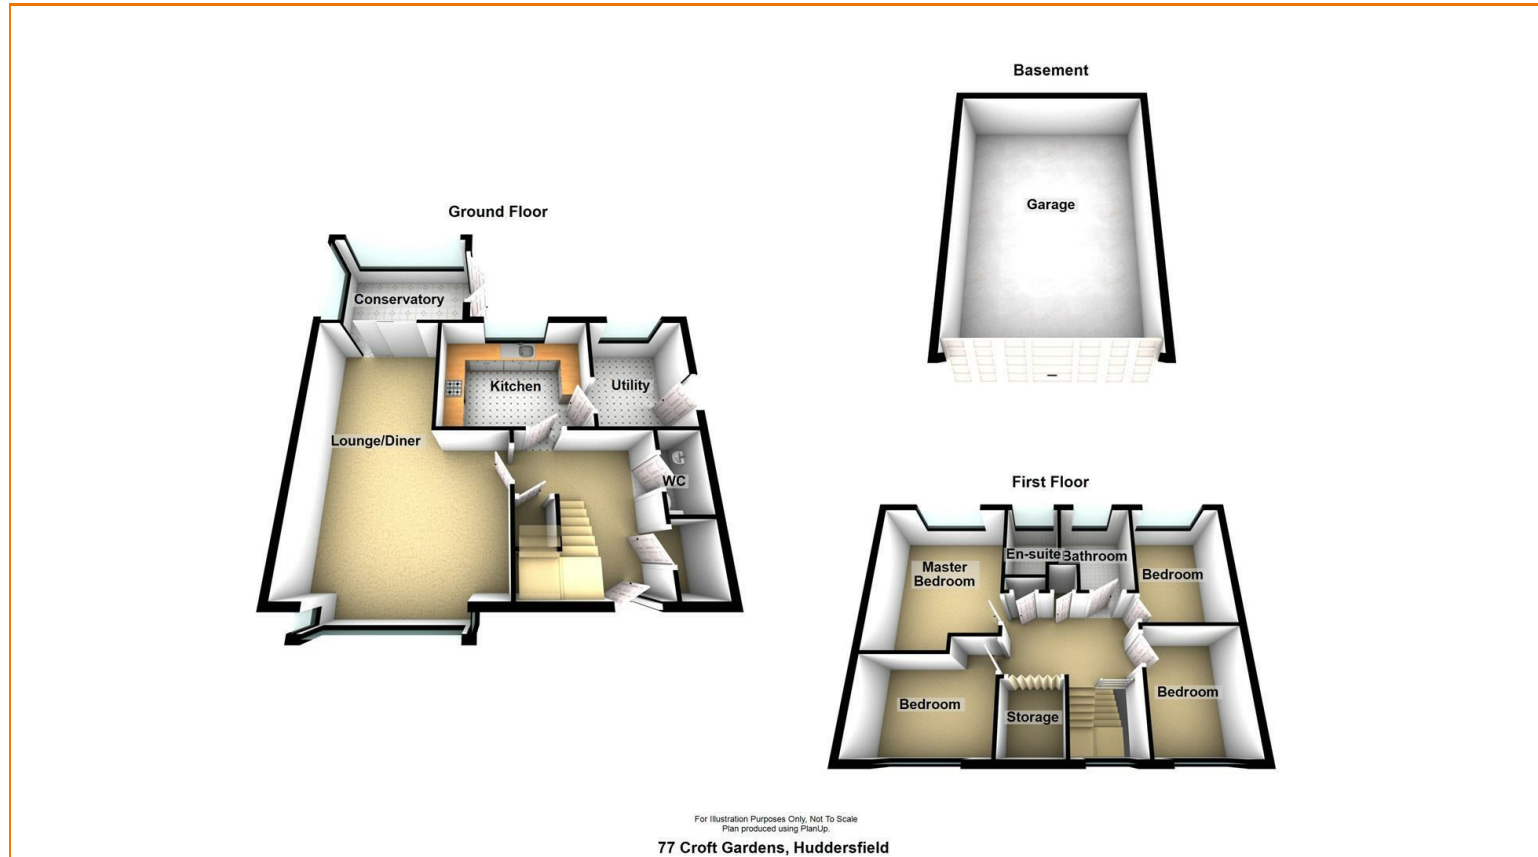 Basement
Garage
Ground Floor
Conservatory
Kitchen
Utility
Lounge/Diner
WC
First Floor
En-suite
Bathroom
Master
Bedroom
Bedroom
Bedroom
Bedroom
Storage
For Illustration Purposes Only, Not To Scale
Plan produced using PlanUp.
77 Croft Gardens, Huddersfield